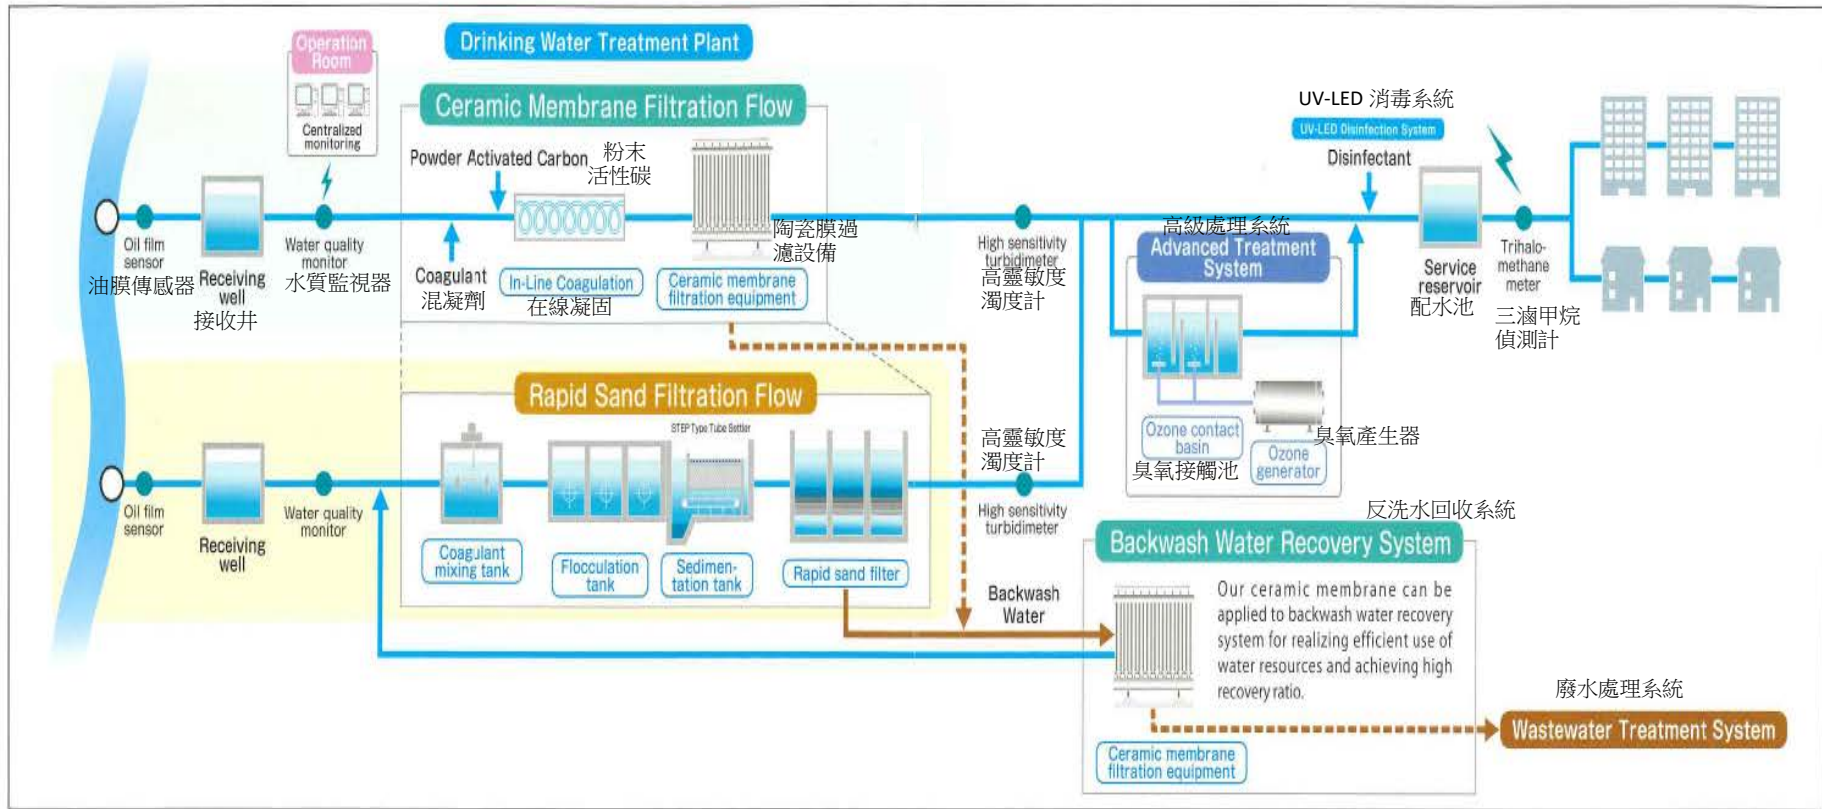 Drinking Water Treatment Plant
Operation
Room
Centralized
monitoring
Ceramic Membrane Filtration Flow
Powder Activated Carbon
粉末
活性碳
Oil film
sensor
油膜傳感器
Receiving
well
接收井
Water quality
monitor
水質監視器
Coagulant
混凝劑
In-Line Coagulation
在線凝固
陶瓷膜過
濾設備
Ceramic membrane
filtration equipment
High sensitivity
turbidimeter
高靈敏度
濁度計
UV-LED 消毒系統
UV-LED Disinfection System
Disinfectant
高級處理系統
Advanced Treatment
System
Ozone contact
basin
臭氧接觸池
臭氧產生器
Ozone
generator
Service
reservoir
配水池
Trihalo-
methane
meter
三滷甲烷
偵測計
Rapid Sand Filtration Flow
STEP Type Tube Settler
Oil film
sensor
Receiving
well
Water quality
monitor
Coagulant
mixing tank
Flocculation
tank
Sedimen-
tation tank
Rapid sand filter
高靈敏度
濁度計
High sensitivity
turbidimeter
Backwash
Water
反洗水回收系統
Backwash Water Recovery System
Our ceramic membrane can be
applied to backwash water recovery
system for realizing efficient use of
water resources and achieving high
recovery ratio.
Ceramic membrane
filtration equipment
廢水處理系統
Wastewater Treatment System